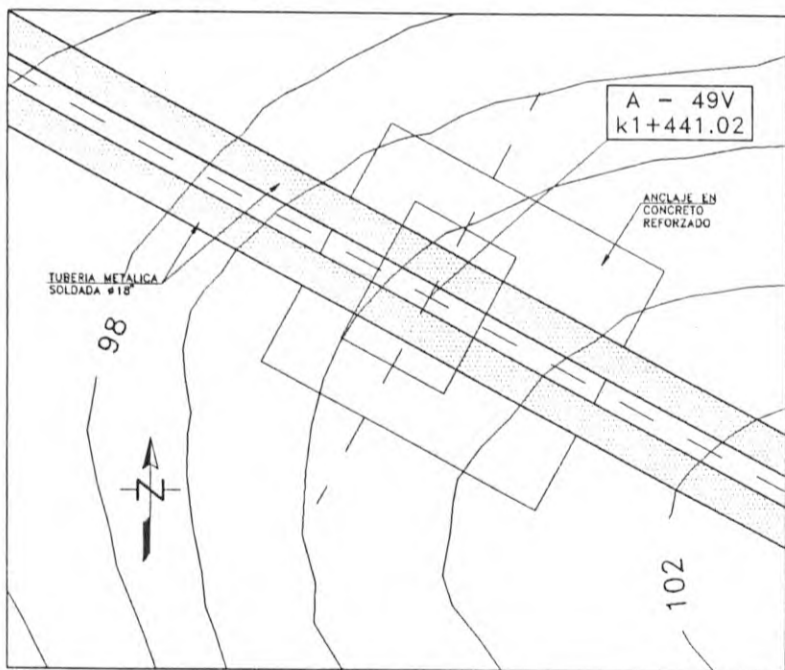 A - 49V
k1+441.02
ANCLAJE EN
CONCRETO
REFORZADO
TUBERIA METALICA
SOLDADA ø18"
98
N
102